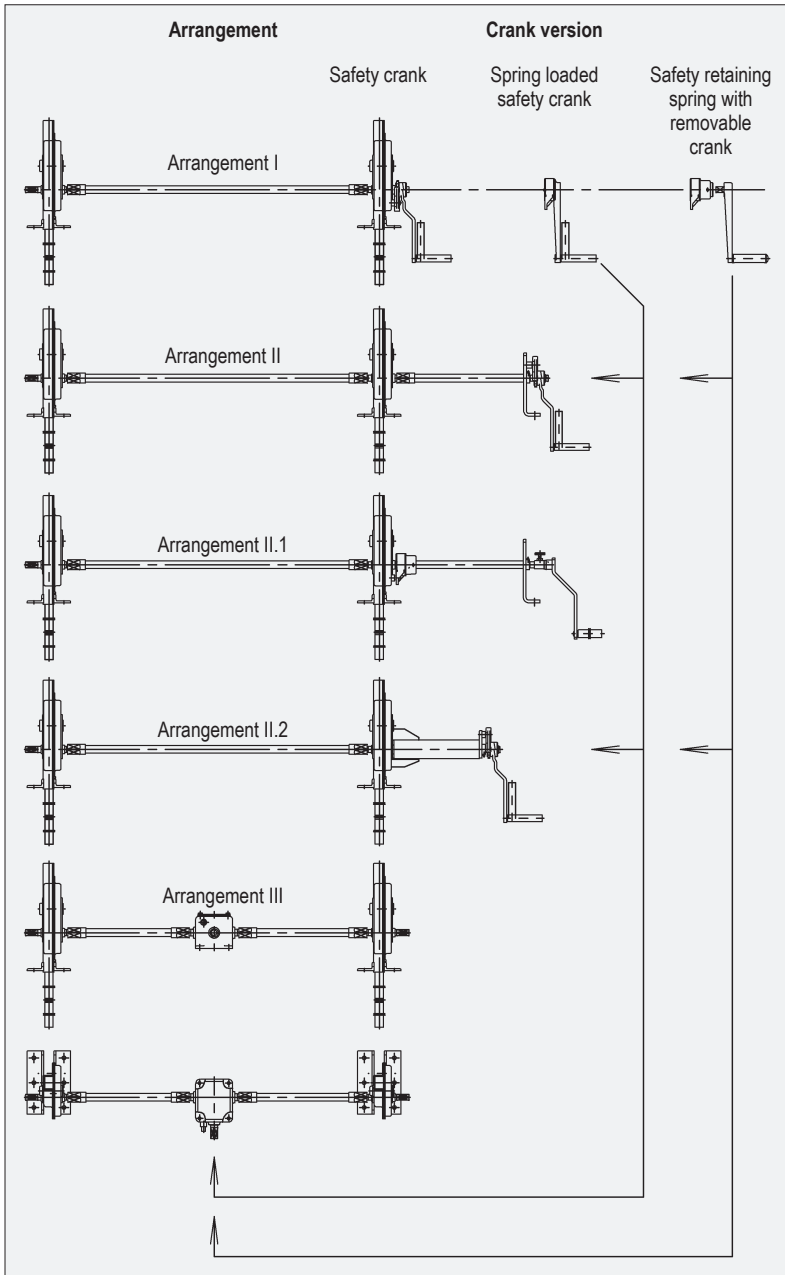 Arrangement
Crank version
Safety crank
Spring loaded
safety crank
Safety retaining
spring with
removable
crank
Arrangement I
Arrangement II
Arrangement II.1
Arrangement II.2
Arrangement III